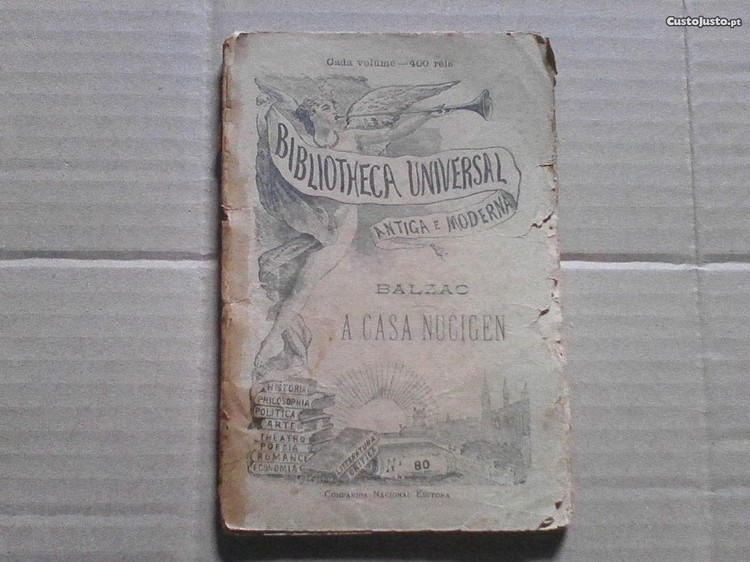 CustoJusto.pt
Cada volume — 400 réis
BIBLIOTHECA UNIVERSAL
ANTIGA E MODERNA
BALZAC
A CASA NUCIGEN
HISTORIA
PHILOSOPHIA
POLITICA
ARTE
THEATRO
POESIA
ROMANCE
ECONOMIA
LITTERATURA
CRITICA
Nº 80
COMPANHIA NACIONAL EDITORA